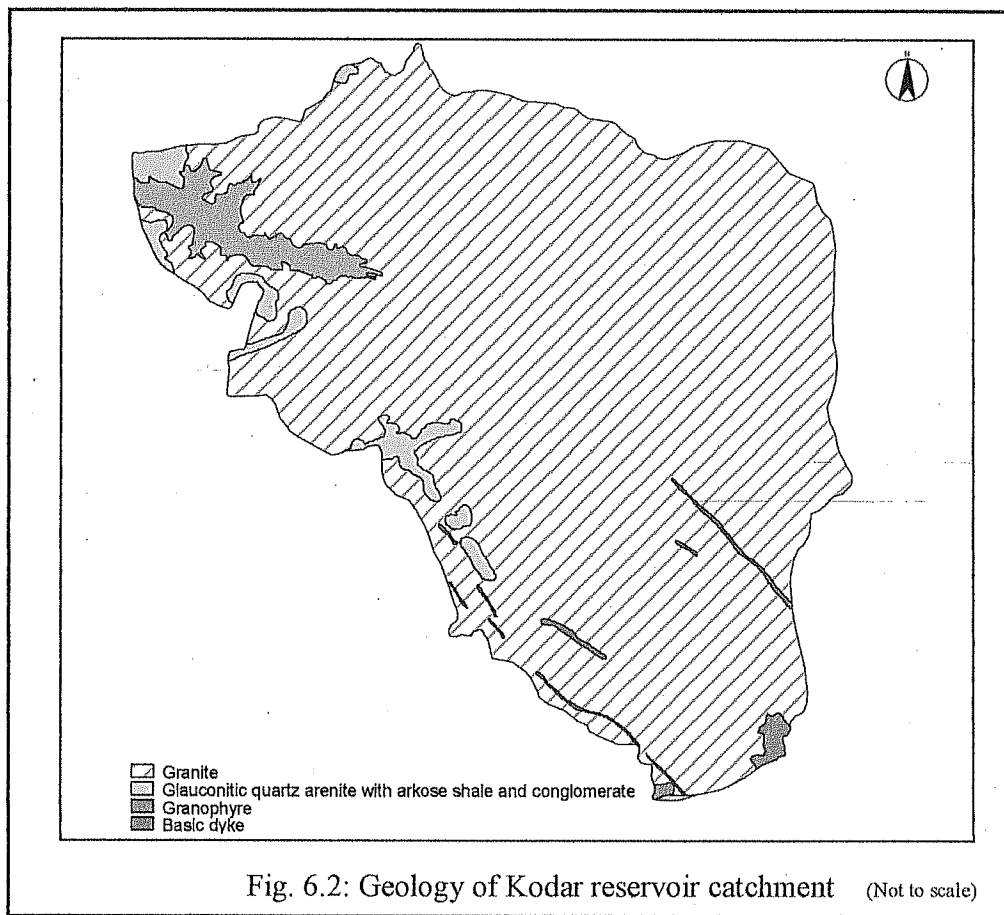 N
Granite
Glauconitic quartz arenite with arkose shale and conglomerate
Granophyre
Basic dyke
Fig. 6.2: Geology of Kodar reservoir catchment (Not to scale)